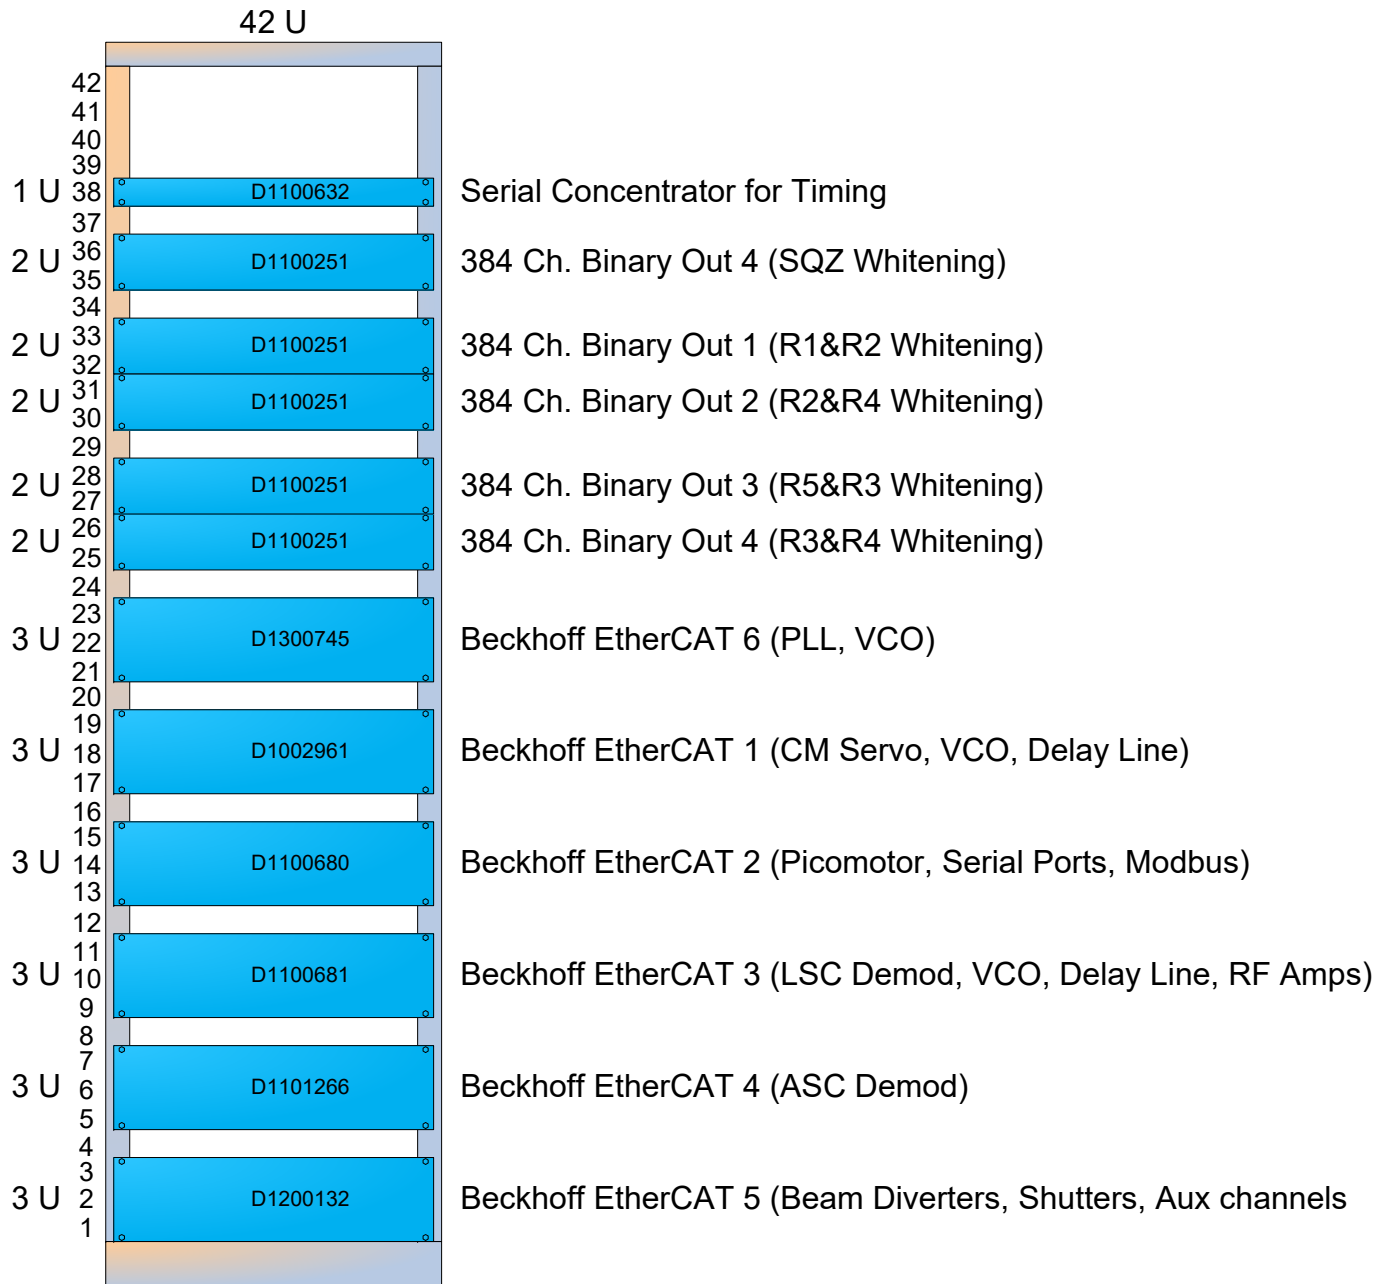 42 U
42
41
40
39
1 U 38 D1100632 Serial Concentrator for Timing
37
2 U 36 D1100251 384 Ch. Binary Out 4 (SQZ Whitening)
35
34
2 U 33 D1100251 384 Ch. Binary Out 1 (R1&R2 Whitening)
32
2 U 31 D1100251 384 Ch. Binary Out 2 (R2&R4 Whitening)
30
29
2 U 28 D1100251 384 Ch. Binary Out 3 (R5&R3 Whitening)
27
2 U 26 D1100251 384 Ch. Binary Out 4 (R3&R4 Whitening)
25
24
23
3 U 22 D1300745 Beckhoff EtherCAT 6 (PLL, VCO)
21
20
19
3 U 18 D1002961 Beckhoff EtherCAT 1 (CM Servo, VCO, Delay Line)
17
16
15
3 U 14 D1100680 Beckhoff EtherCAT 2 (Picomotor, Serial Ports, Modbus)
13
12
11
3 U 10 D1100681 Beckhoff EtherCAT 3 (LSC Demod, VCO, Delay Line, RF Amps)
9
8
7
3 U 6 D1101266 Beckhoff EtherCAT 4 (ASC Demod)
5
4
3
3 U 2 D1200132 Beckhoff EtherCAT 5 (Beam Diverters, Shutters, Aux channels
1